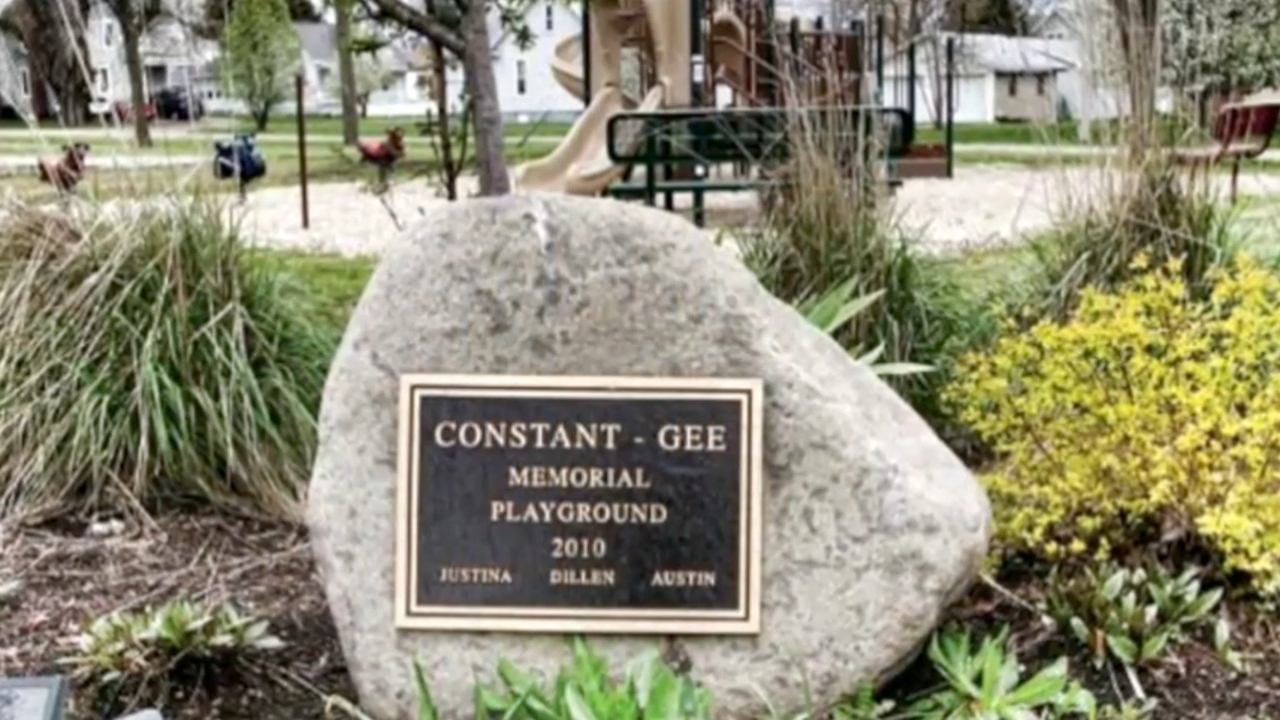 CONSTANT - GEE
MEMORIAL
PLAYGROUND
2010
JUSTINA DILLEN AUSTIN